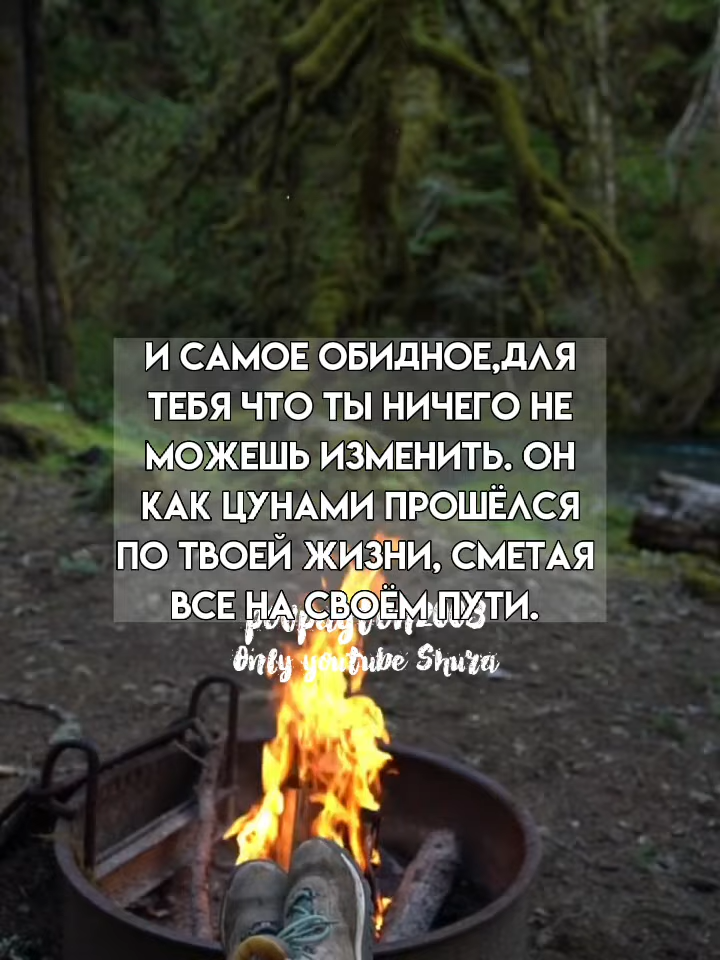 И САМОЕ ОБИДНОЕ,ДЛЯ
ТЕБЯ ЧТО ТЫ НИЧЕГО НЕ
МОЖЕШЬ ИЗМЕНИТЬ. ОН
КАК ЦУНАМИ ПРОШЁЛСЯ
ПО ТВОЕЙ ЖИЗНИ, СМЕТАЯ
ВСЕ НА СВОЁМ ПУТИ.
Only youtube Shura